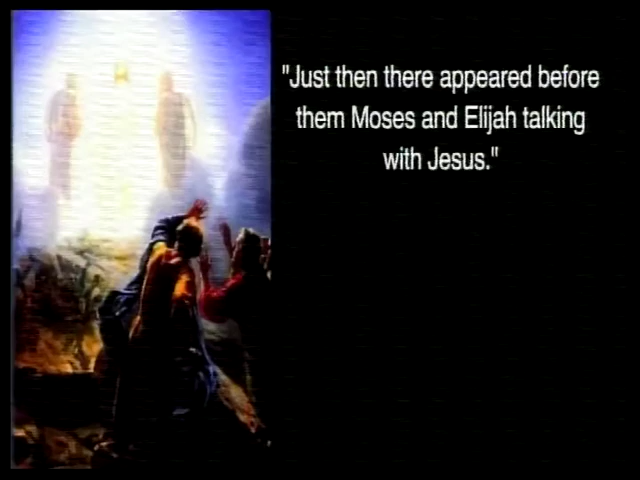 "Just then there appeared before
them Moses and Elijah talking
with Jesus."